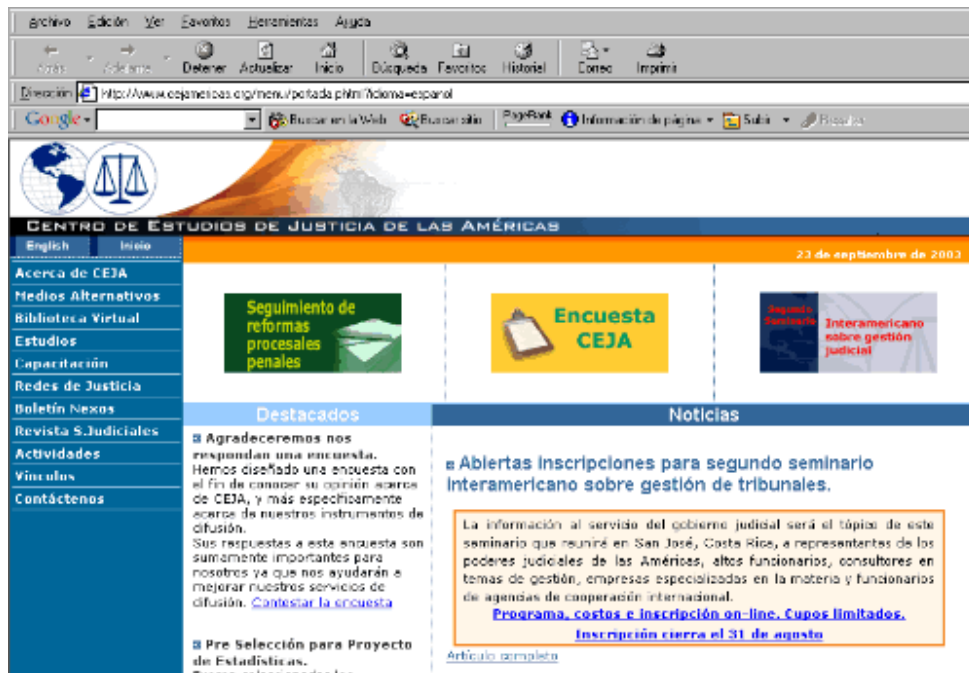 Archivo Edición Ver Favoritos Herramientas Ayuda
Atrás Adelante Detener Actualizar Inicio Búsqueda Favoritos Historial Correo Imprimir
Dirección http://www.cejamericas.org/menu/portada.phtml?idioma=espanol
Google Buscar en la Web Buscar sitio PageRank Información de página Subir Resaltar
CENTRO DE ESTUDIOS DE JUSTICIA DE LAS AMÉRICAS
English Inicio
23 de septiembre de 2003
Acerca de CEJA
Medios Alternativos
Biblioteca Virtual
Estudios
Capacitación
Redes de Justicia
Boletín Nexos
Revista S.Judiciales
Actividades
Vínculos
Contáctenos
Seguimiento de
reformas
procesales
penales
Encuesta
CEJA
Segundo
Seminario
Interamericano
sobre gestión
judicial
Destacados
Agradeceremos nos
respondan una encuesta.
Hemos diseñado una encuesta con
el fin de conocer su opinión acerca
de CEJA, y más específicamente
acerca de nuestros instrumentos de
difusión.
Sus respuestas a esta encuesta son
sumamente importantes para
nosotros ya que nos ayudarán a
mejorar nuestros servicios de
difusión. Contestar la encuesta
Pre Selección para Proyecto
de Estadísticas.
Noticias
Abiertas inscripciones para segundo seminario
interamericano sobre gestión de tribunales.
La información al servicio del gobierno judicial será el tópico de este
seminario que reunirá en San José, Costa Rica, a representantes de los
poderes judiciales de las Américas, altos funcionarios, consultores en
temas de gestión, empresas especializadas en la materia y funcionarios
de agencias de cooperación internacional.
Programa, costos e inscripción on-line. Cupos limitados.
Inscripción cierra el 31 de agosto
Artículo completo